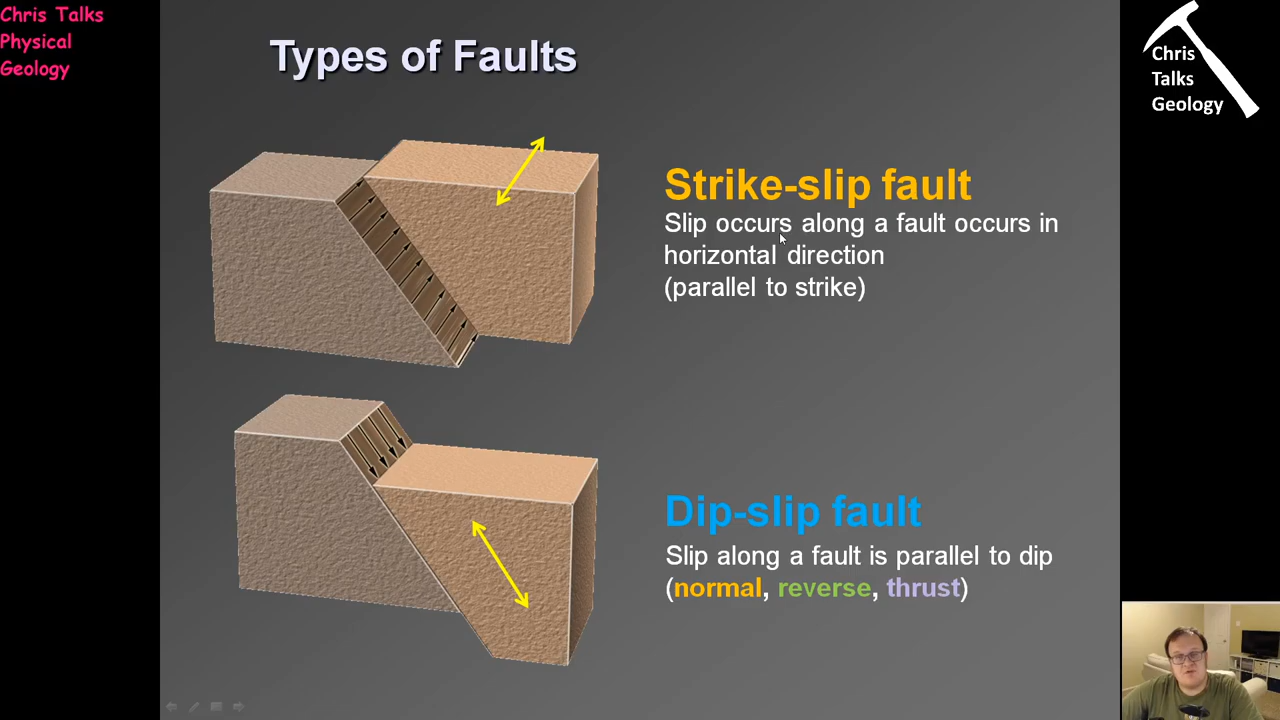 Chris Talks
Physical
Geology
Types of Faults
Chris
Talks
Geology
Strike-slip fault
Slip occurs along a fault occurs in
horizontal direction
(parallel to strike)
Dip-slip fault
Slip along a fault is parallel to dip
(normal, reverse, thrust)